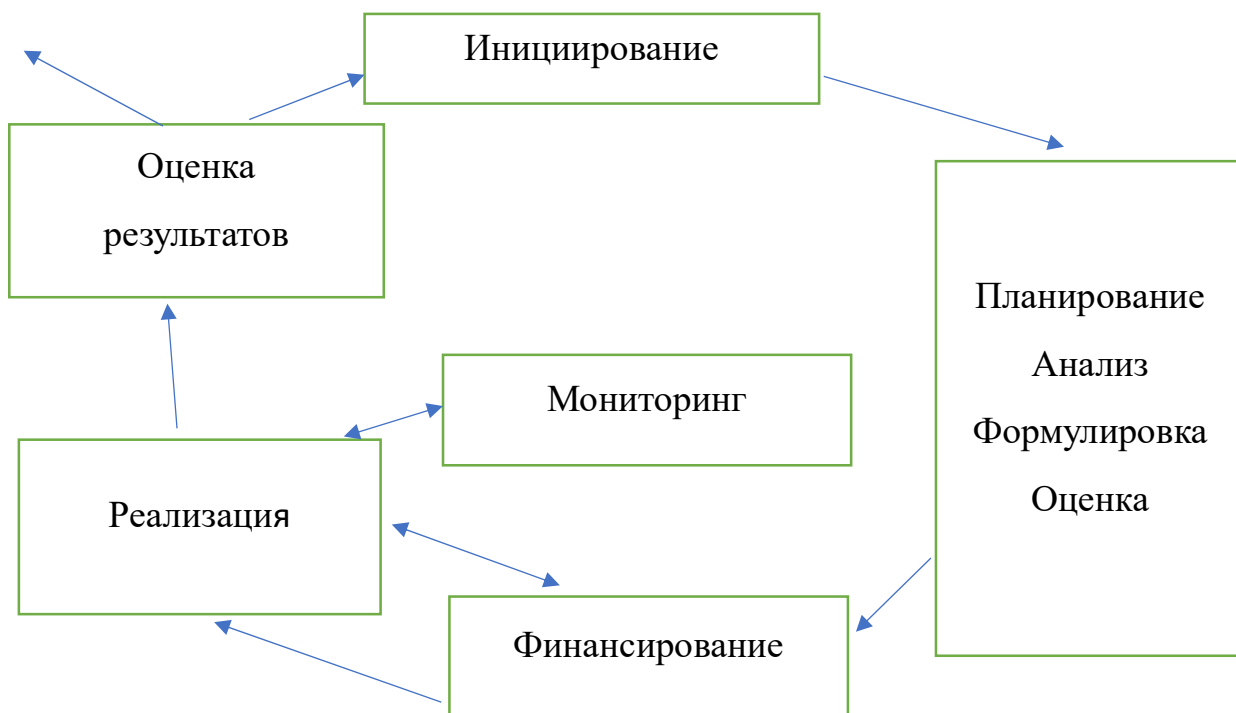 Инициирование
Оценка
результатов
Планирование
Анализ
Формулировка
Оценка
Мониторинг
Реализация
Финансирование